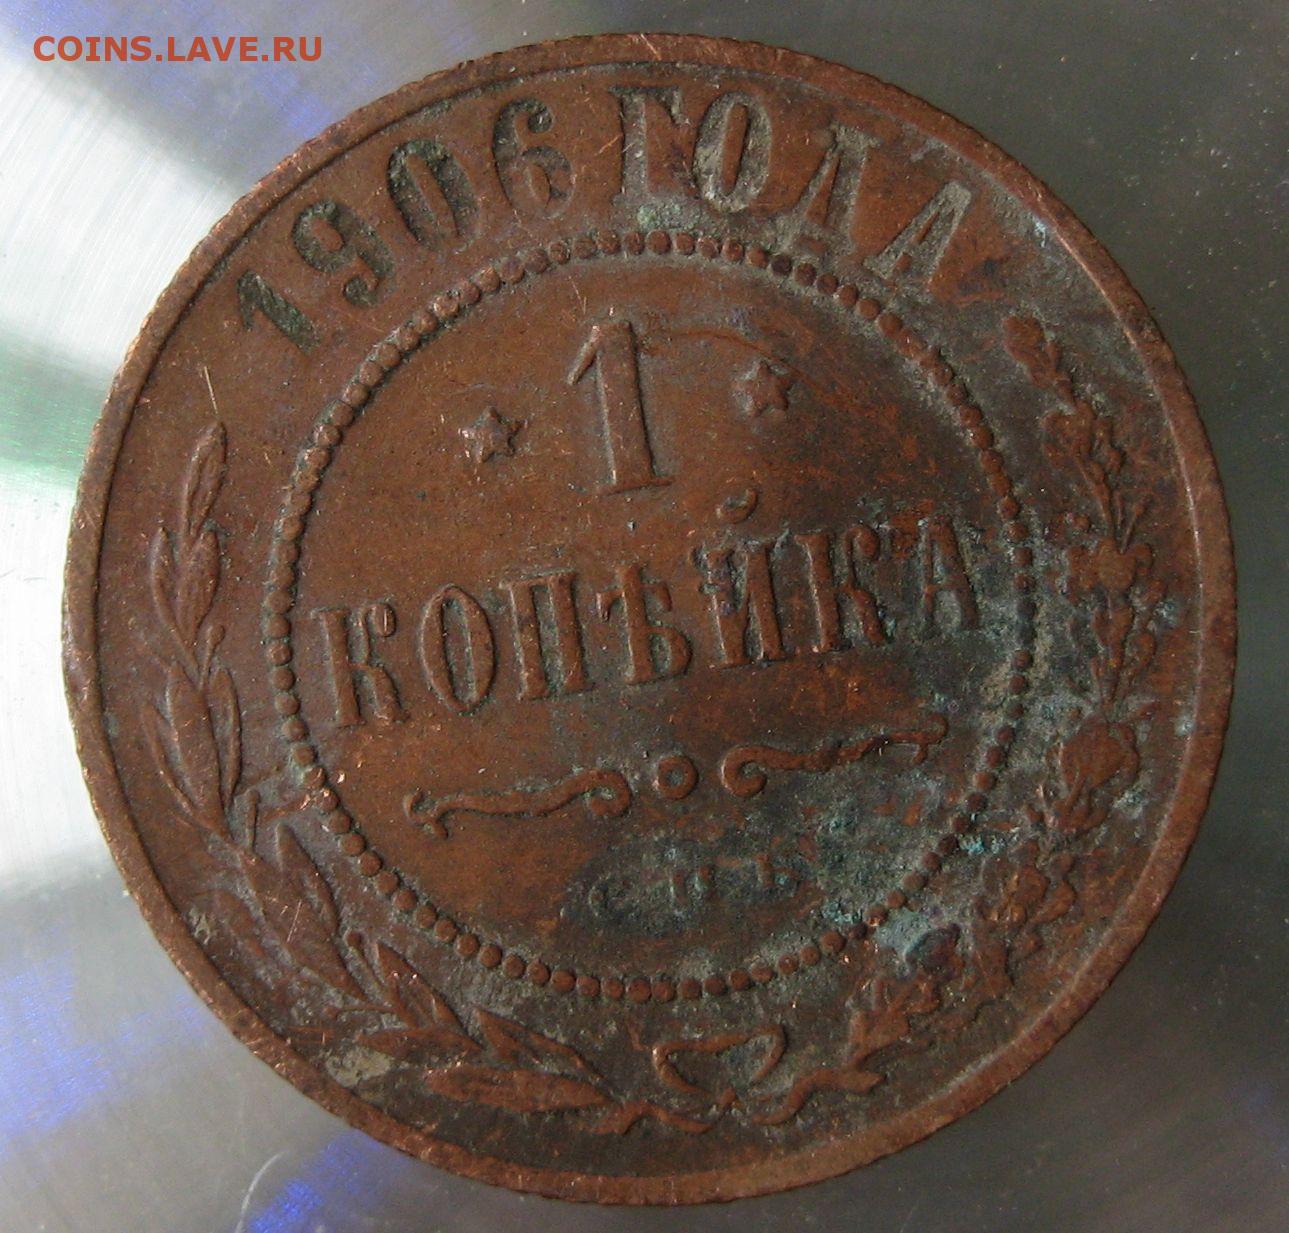 COINS.LAVE.RU
1906 ГОДА
1
КОПѢЙКА